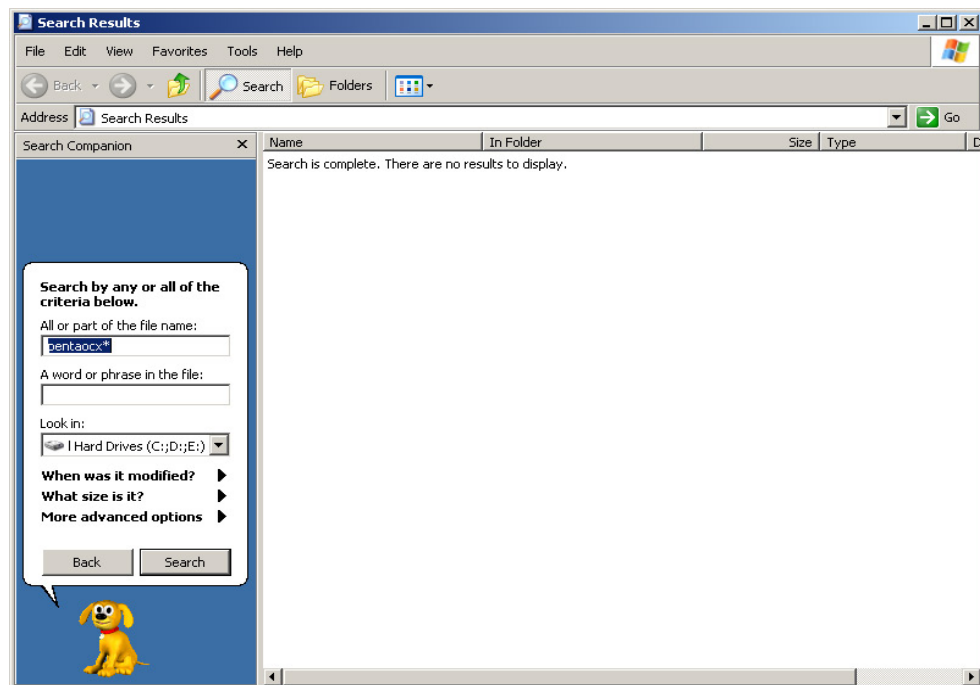 Search Results
File Edit View Favorites Tools Help
Back Search Folders
Address Search Results Go
Search Companion
Name In Folder Size Type D
Search is complete. There are no results to display.
Search by any or all of the
criteria below.
All or part of the file name:
pentaocx*
A word or phrase in the file:
Look in:
l Hard Drives (C:;D:;E:)
When was it modified?
What size is it?
More advanced options
Back Search